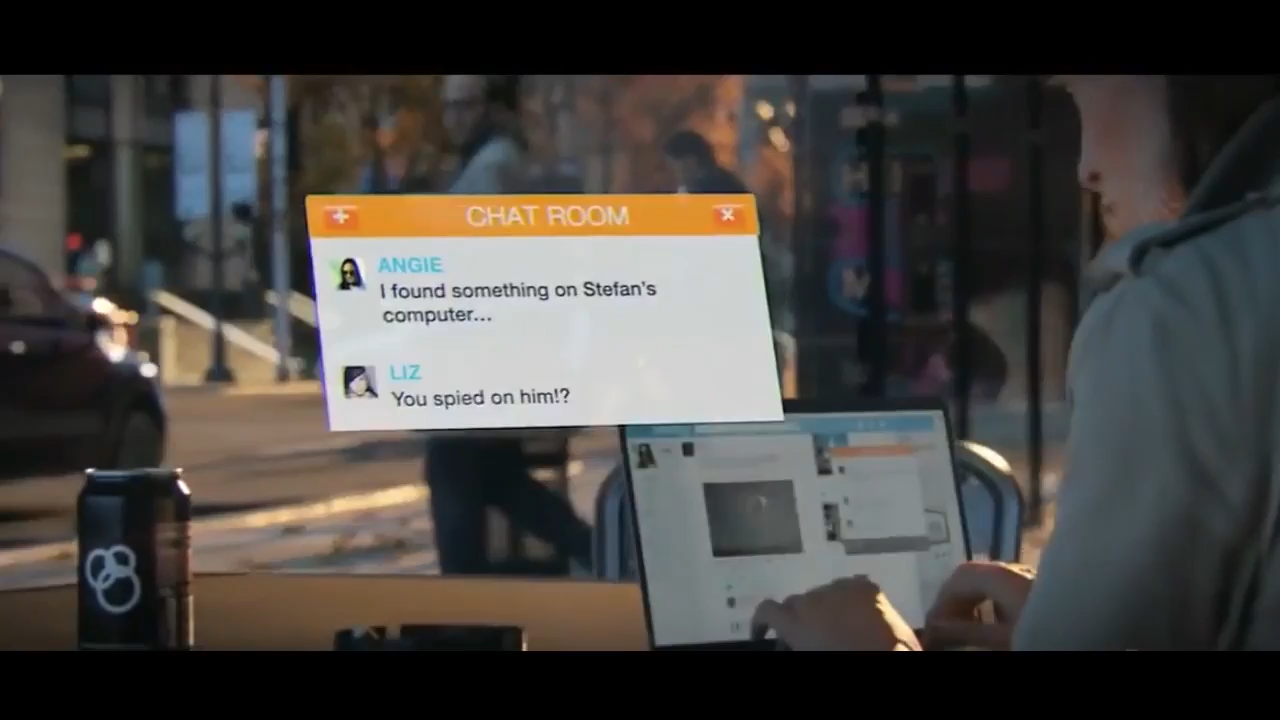 CHAT ROOM
ANGIE
I found something on Stefan's
computer...
LIZ
You spied on him!?